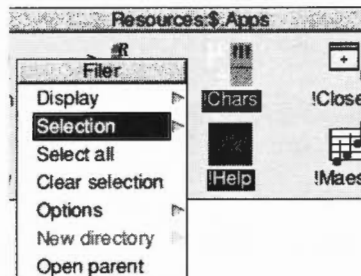 Resources:$.Apps
Filer
Display
Selection
Select all
Clear selection
Options
New directory
Open parent
!Chars
!Close
!Help
!Maes